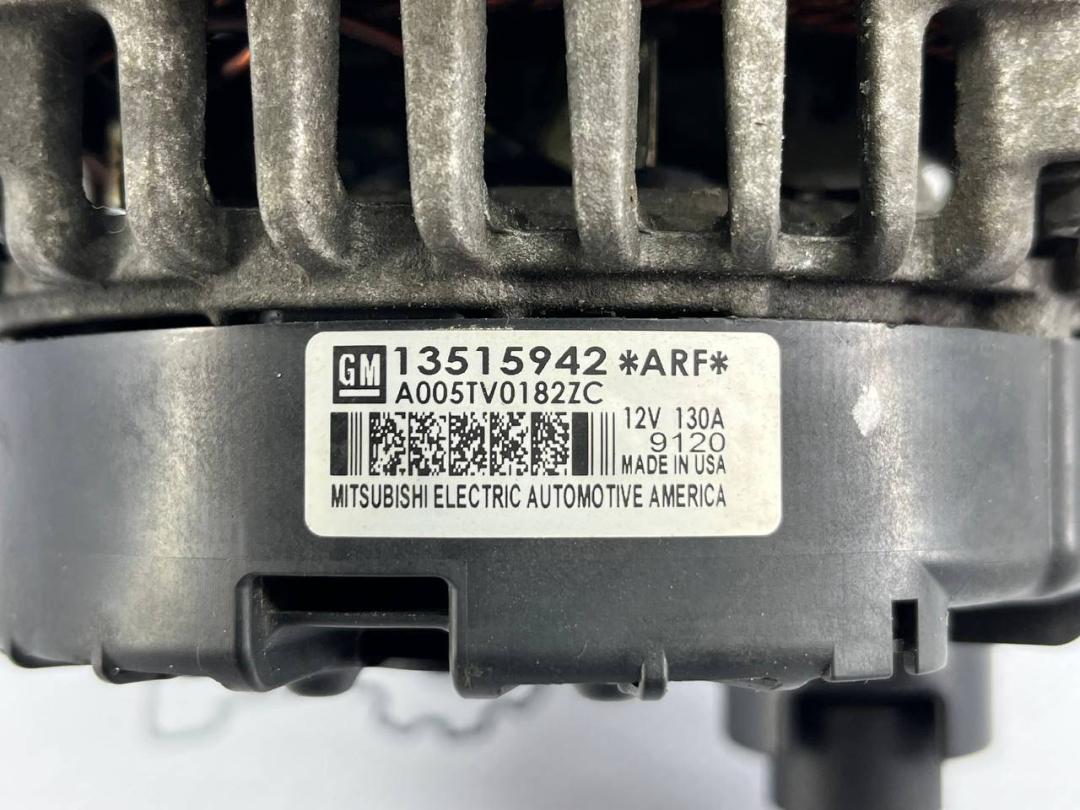 GM 13515942 *ARF*
A005TV0182ZC
12V 130A
9120
MADE IN USA
MITSUBISHI ELECTRIC AUTOMOTIVE AMERICA